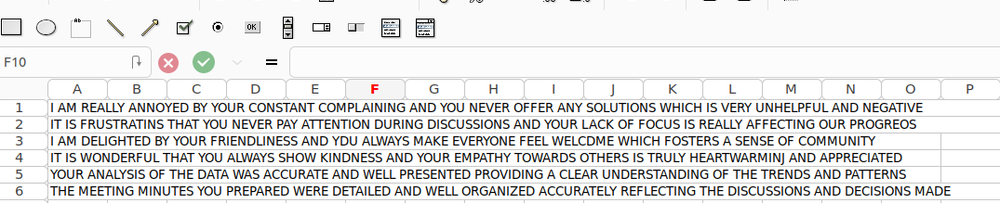 Ab
OK
F10
=
A B C D E F G H I J K L M N O P
1 I AM REALLY ANNOYED BY YOUR CONSTANT COMPLAINING AND YOU NEVER OFFER ANY SOLUTIONS WHICH IS VERY UNHELPFUL AND NEGATIVE
2 IT IS FRUSTRATINS THAT YOU NEVER PAY ATTENTION DURING DISCUSSIONS AND YOUR LACK OF FOCUS IS REALLY AFFECTING OUR PROGREOS
3 I AM DELIGHTED BY YOUR FRIENDLINESS AND YDU ALWAYS MAKE EVERYONE FEEL WELCDME WHICH FOSTERS A SENSE OF COMMUNITY
4 IT IS WONDERFUL THAT YOU ALWAYS SHOW KINDNESS AND YOUR EMPATHY TOWARDS OTHERS IS TRULY HEARTWARMINJ AND APPRECIATED
5 YOUR ANALYSIS OF THE DATA WAS ACCURATE AND WELL PRESENTED PROVIDING A CLEAR UNDERSTANDING OF THE TRENDS AND PATTERNS
6 THE MEETING MINUTES YOU PREPARED WERE DETAILED AND WELL ORGANIZED ACCURATELY REFLECTING THE DISCUSSIONS AND DECISIONS MADE